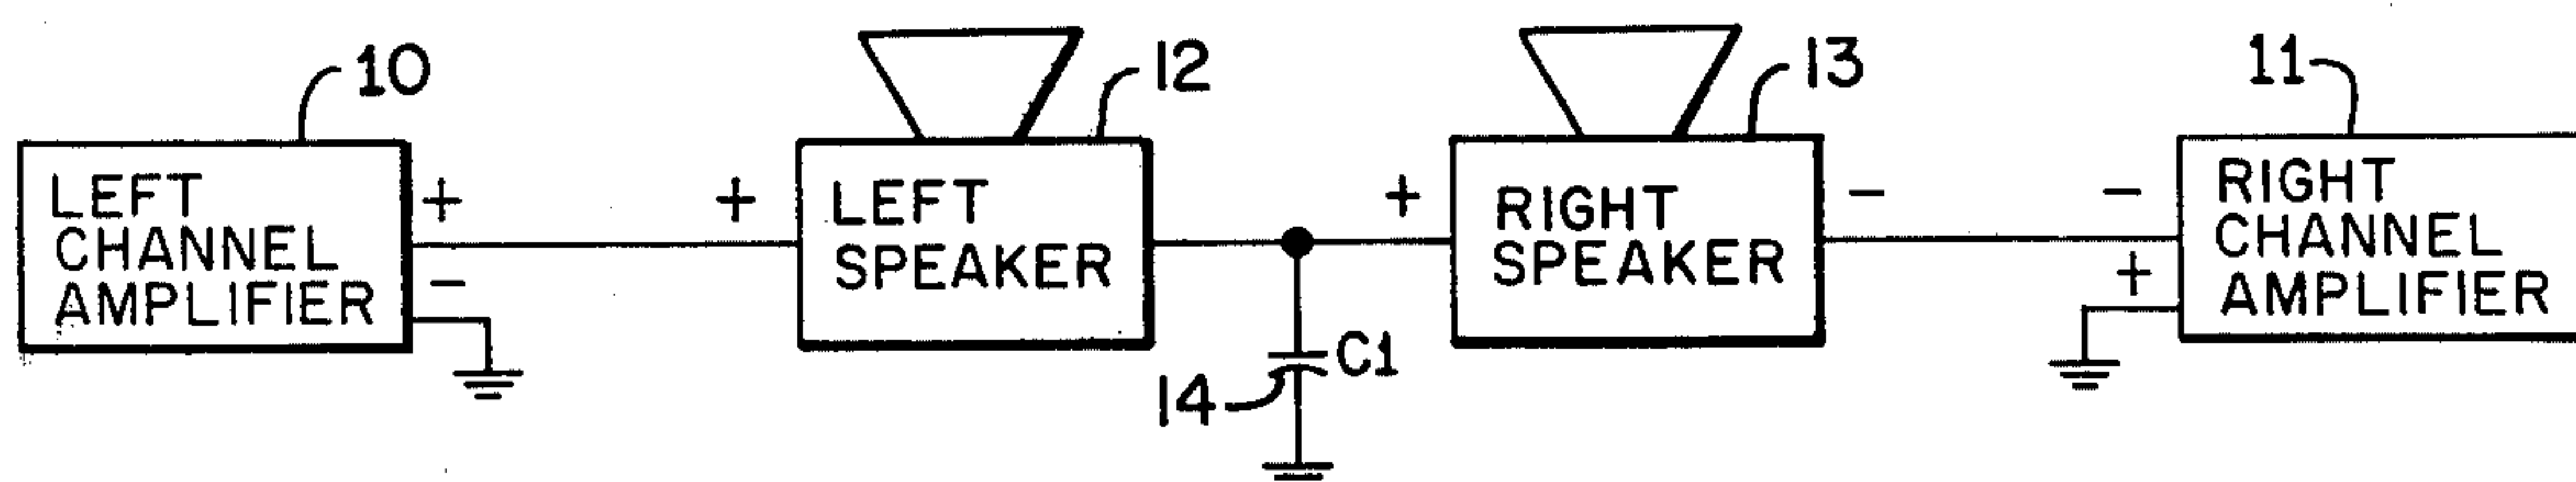 10
12
13
11
LEFT
CHANNEL
AMPLIFIER
+
-
+
LEFT
SPEAKER
+
RIGHT
SPEAKER
-
-
+
RIGHT
CHANNEL
AMPLIFIER
14
C1